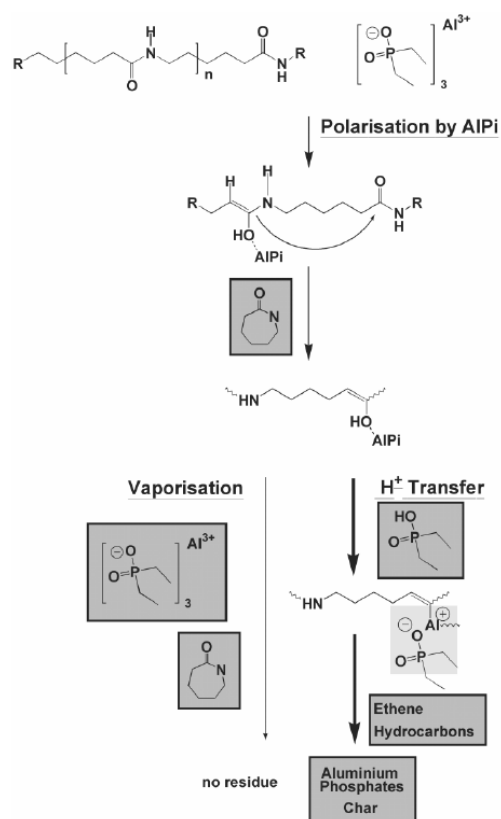 R
N
H
O
n
O
N
H
R
⊖
O
O=P
3
Al3+
Polarisation by AlPi
H
H
R
N
HO
AlPi
O
N
H
R
O
N
HN
HO
AlPi
Vaporisation
H+ Transfer
⊖
O
O=P
3
Al3+
HO
O=P
O
N
HN
⊕
Al
⊖
O
O=P
Ethene
Hydrocarbons
no residue
Aluminium
Phosphates
Char